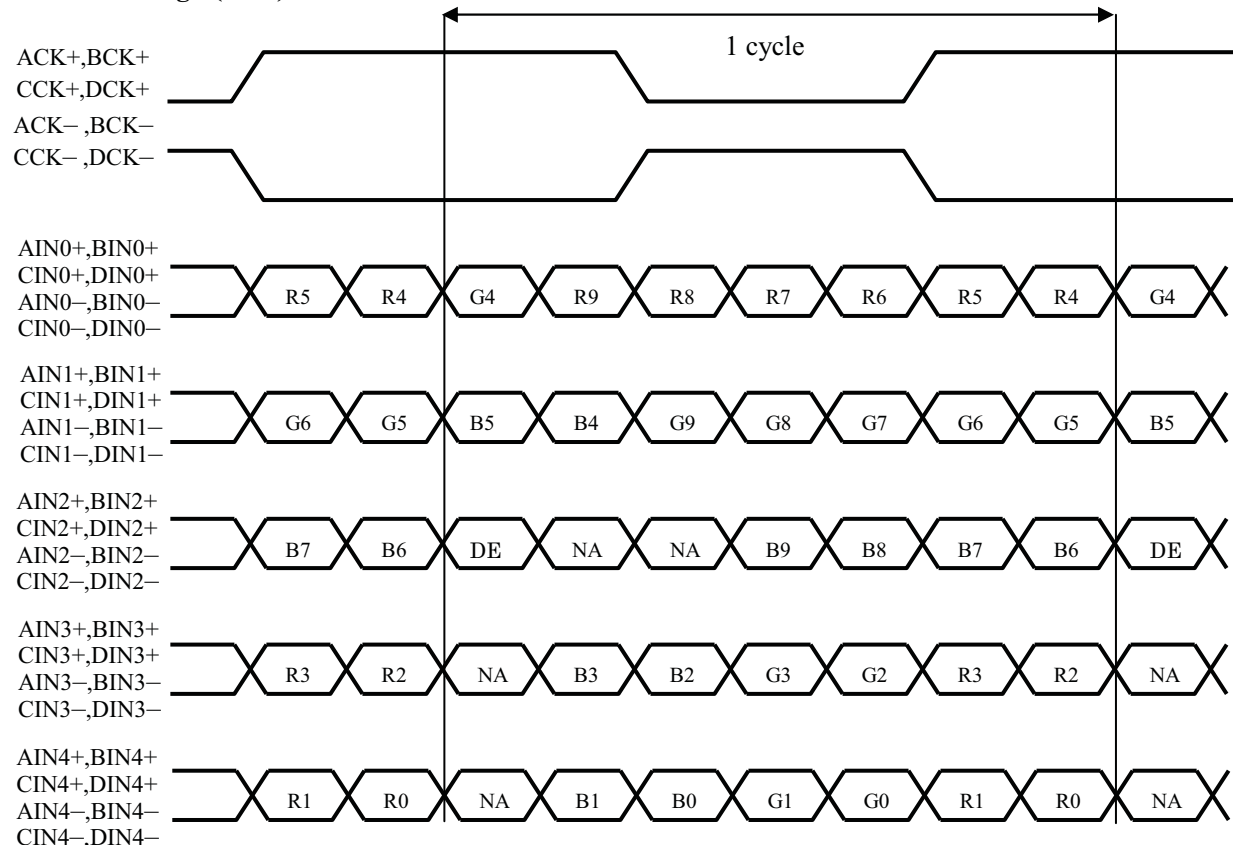 1 cycle
ACK+,BCK+
CCK+,DCK+
ACK− ,BCK−
CCK− ,DCK−
AIN0+,BIN0+
CIN0+,DIN0+
AIN0−,BIN0−
CIN0−,DIN0−
R5 R4 G4 R9 R8 R7 R6 R5 R4 G4
AIN1+,BIN1+
CIN1+,DIN1+
AIN1−,BIN1−
CIN1−,DIN1−
G6 G5 B5 B4 G9 G8 G7 G6 G5 B5
AIN2+,BIN2+
CIN2+,DIN2+
AIN2−,BIN2−
CIN2−,DIN2−
B7 B6 DE NA NA B9 B8 B7 B6 DE
AIN3+,BIN3+
CIN3+,DIN3+
AIN3−,BIN3−
CIN3−,DIN3−
R3 R2 NA B3 B2 G3 G2 R3 R2 NA
AIN4+,BIN4+
CIN4+,DIN4+
AIN4−,BIN4−
CIN4−,DIN4−
R1 R0 NA B1 B0 G1 G0 R1 R0 NA